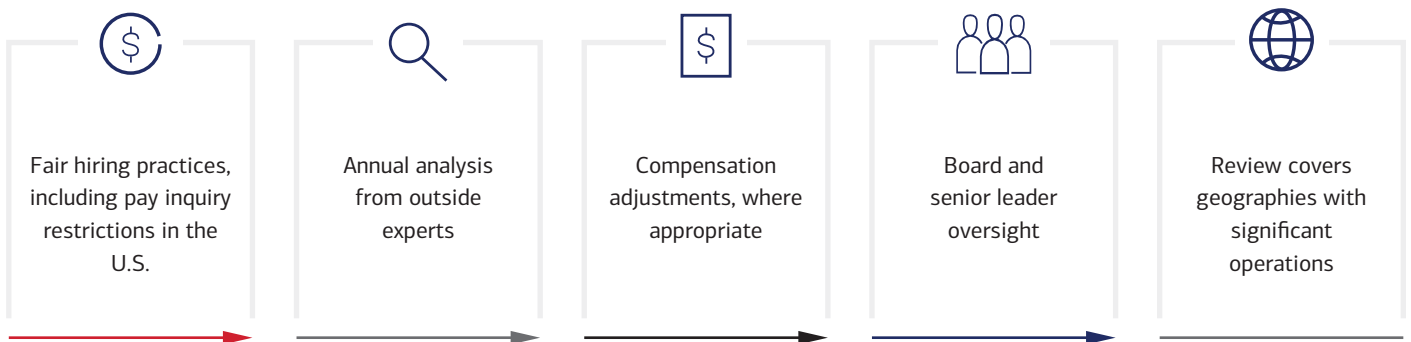 $
$
Fair hiring practices,
including pay inquiry
restrictions in the
U.S.
Annual analysis
from outside
experts
Compensation
adjustments, where
appropriate
Board and
senior leader
oversight
Review covers
geographies with
significant
operations